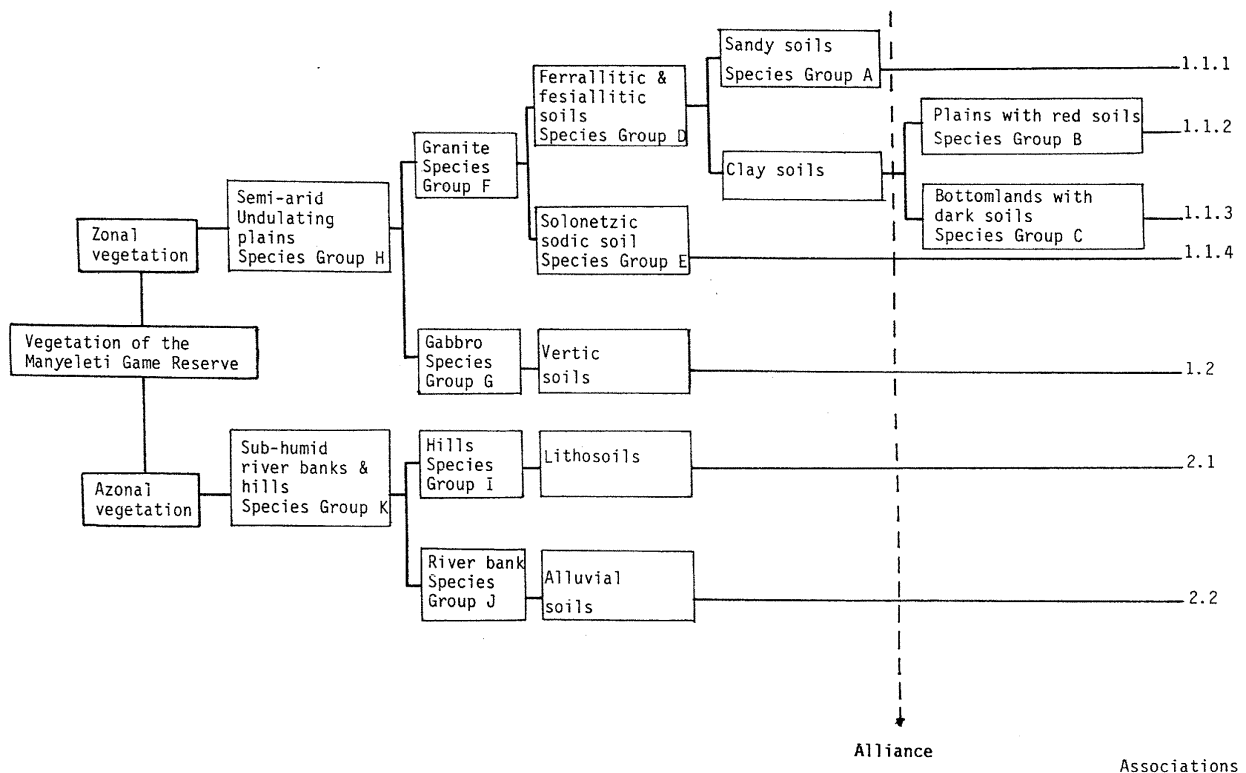 Sandy soils
Species Group A
1.1.1
Ferrallitic &
fesiallitic
soils
Species Group D
Plains with red soils
Species Group B
1.1.2
Granite
Species
Group F
Clay soils
Semi-arid
Undulating
plains
Species Group H
Bottomlands with
dark soils
Species Group C
1.1.3
Solonetzic
sodic soil
Species Group E
1.1.4
Zonal
vegetation
Vegetation of the
Manyeleti Game Reserve
Gabbro
Species
Group G
Vertic
soils
1.2
Sub-humid
river banks &
hills
Species Group K
Hills
Species
Group I
Lithosoils
2.1
Azonal
vegetation
River bank
Species
Group J
Alluvial
soils
2.2
Alliance
Associations